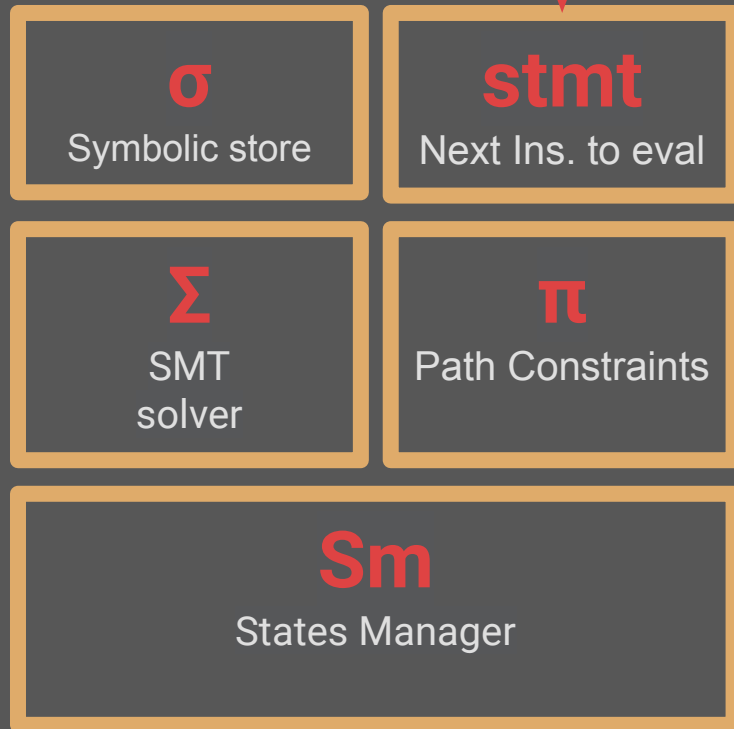 σ
Symbolic store
stmt
Next Ins. to eval
Σ
SMT
solver
π
Path Constraints
Sm
States Manager